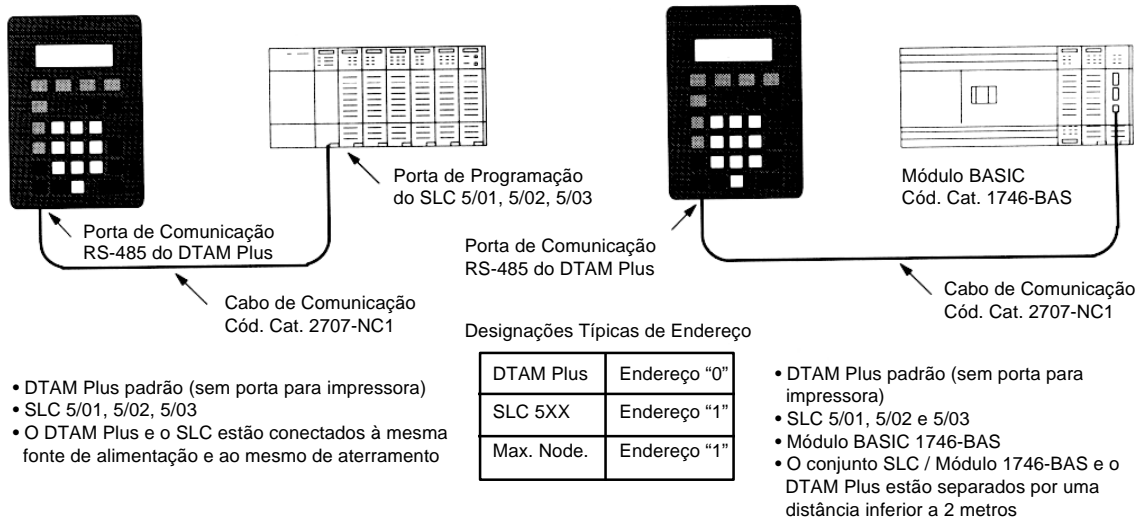 Porta de Programação
do SLC 5/01, 5/02, 5/03
Porta de Comunicação
RS-485 do DTAM Plus
Cabo de Comunicação
Cód. Cat. 2707-NC1
• DTAM Plus padrão (sem porta para impressora)
• SLC 5/01, 5/02, 5/03
• O DTAM Plus e o SLC estão conectados à mesma
fonte de alimentação e ao mesmo de aterramento
Módulo BASIC
Cód. Cat. 1746-BAS
Porta de Comunicação
RS-485 do DTAM Plus
Cabo de Comunicação
Cód. Cat. 2707-NC1
Designações Típicas de Endereço
DTAM Plus Endereço “0”
SLC 5XX Endereço “1”
Max. Node. Endereço “1”
• DTAM Plus padrão (sem porta para
impressora)
• SLC 5/01, 5/02 e 5/03
• Módulo BASIC 1746-BAS
• O conjunto SLC / Módulo 1746-BAS e o
DTAM Plus estão separados por uma
distância inferior a 2 metros